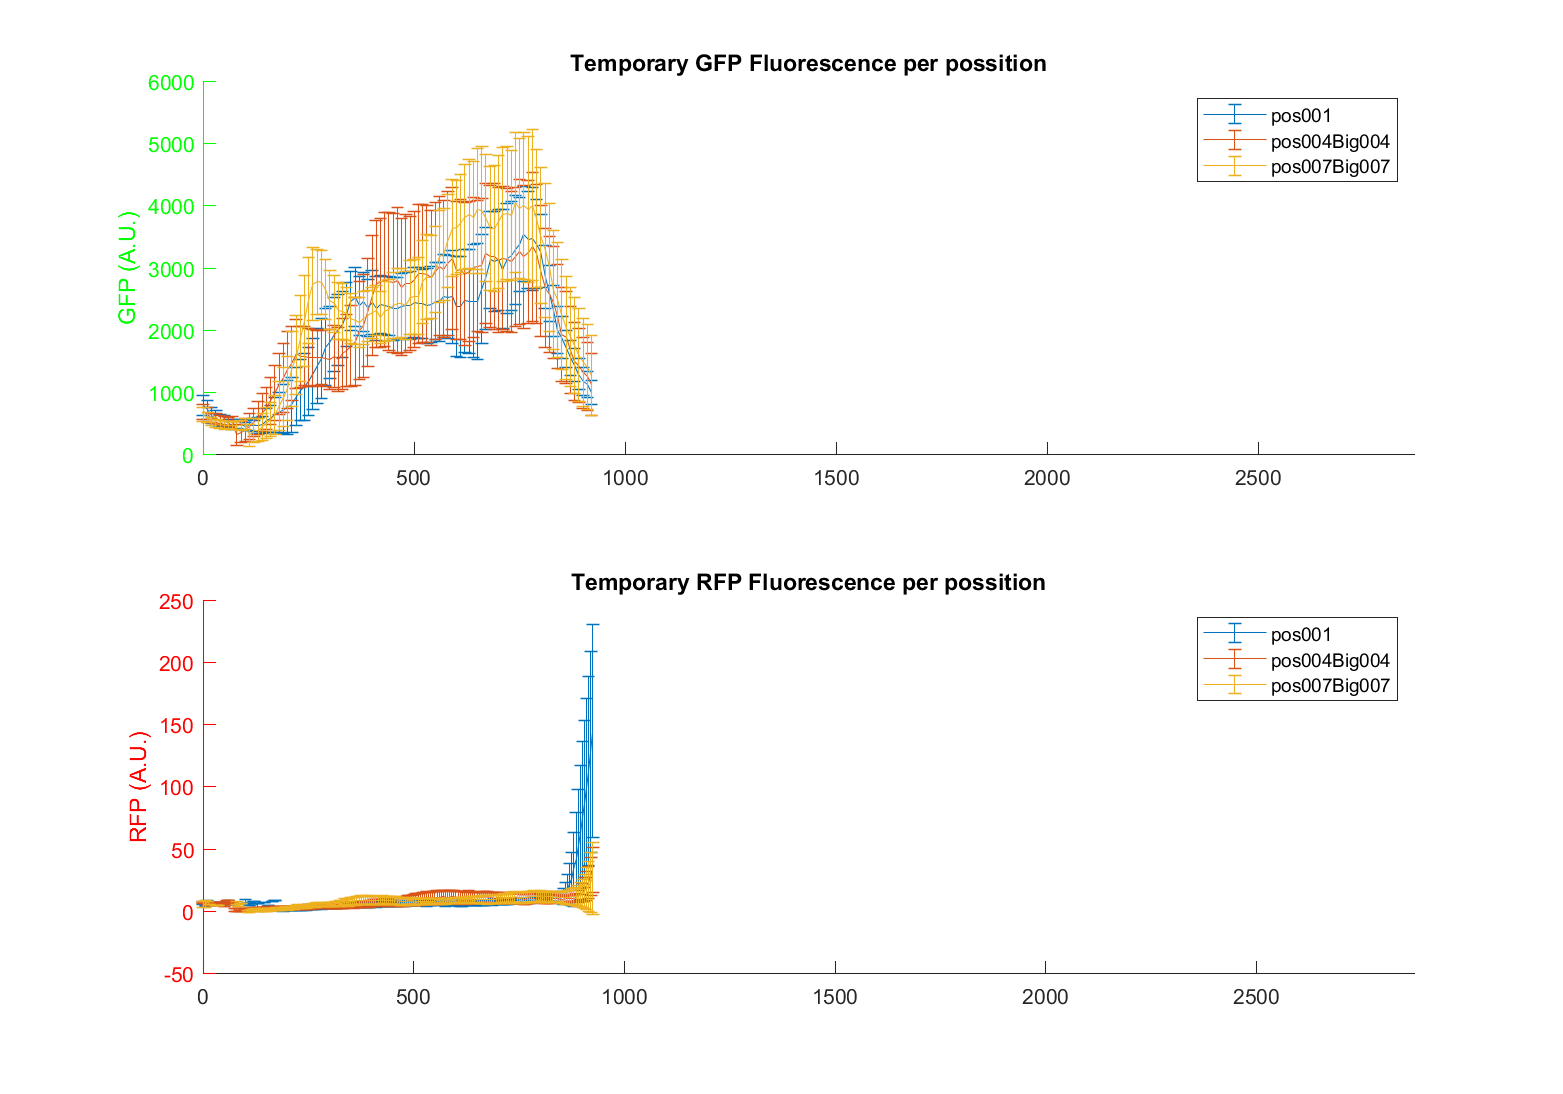 Temporary GFP Fluorescence per possition
GFP (A.U.)
6000
5000
4000
3000
2000
1000
0
0 500 1000 1500 2000 2500
pos001
pos004Big004
pos007Big007
Temporary RFP Fluorescence per possition
RFP (A.U.)
250
200
150
100
50
0
-50
0 500 1000 1500 2000 2500
pos001
pos004Big004
pos007Big007